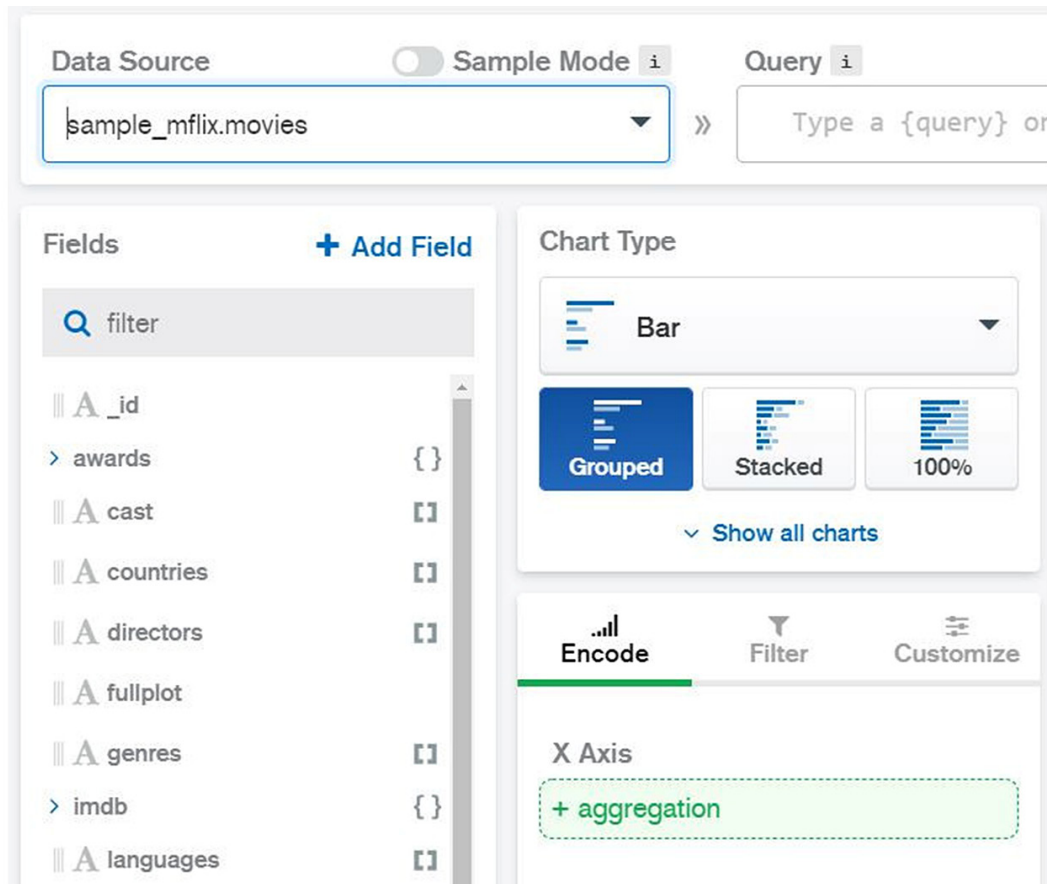 Data Source
Sample Mode i
Query i
sample_mflix.movies
» Type a {query} or
Fields
+ Add Field
filter
A _id
> awards { }
A cast [ ]
A countries [ ]
A directors [ ]
A fullplot
A genres [ ]
> imdb { }
A languages [ ]
Chart Type
Bar
Grouped
Stacked
100%
Show all charts
Encode
Filter
Customize
X Axis
+ aggregation